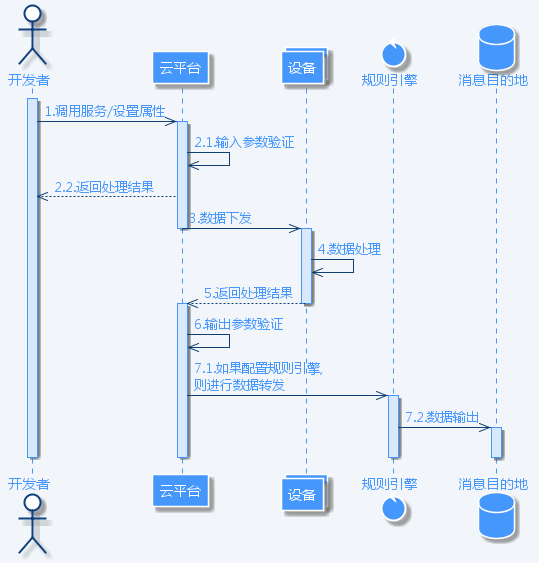 开发者
云平台
设备
规则引擎
消息目的地
1.调用服务/设置属性
2.1.输入参数验证
2.2.返回处理结果
3.数据下发
4.数据处理
5.返回处理结果
6.输出参数验证
7.1.如果配置规则引擎,
则进行数据转发
7.2.数据输出
开发者
云平台
设备
规则引擎
消息目的地